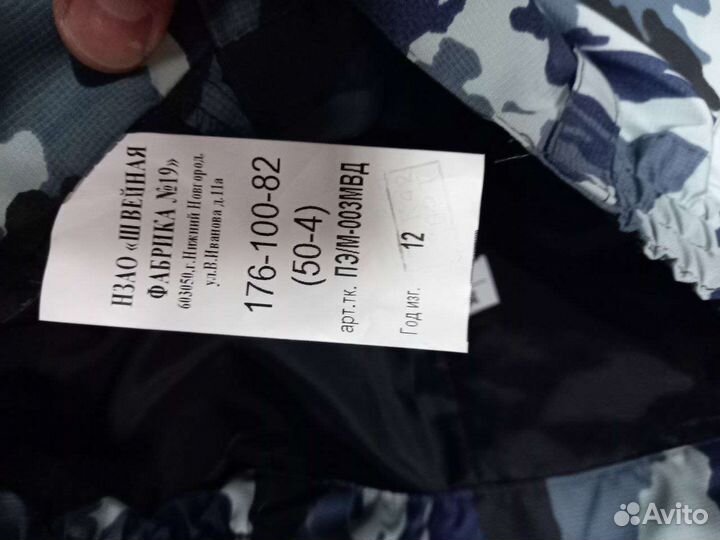 НЗАО «ШВЕЙНАЯ
ФАБРИКА №19»
603050,г.Нижний Новгород,
ул.В.Иванова д.11а
176-100-82
(50-4)
арт.тк. ПЭ/М-003МВД
Год изг. 12
Avito